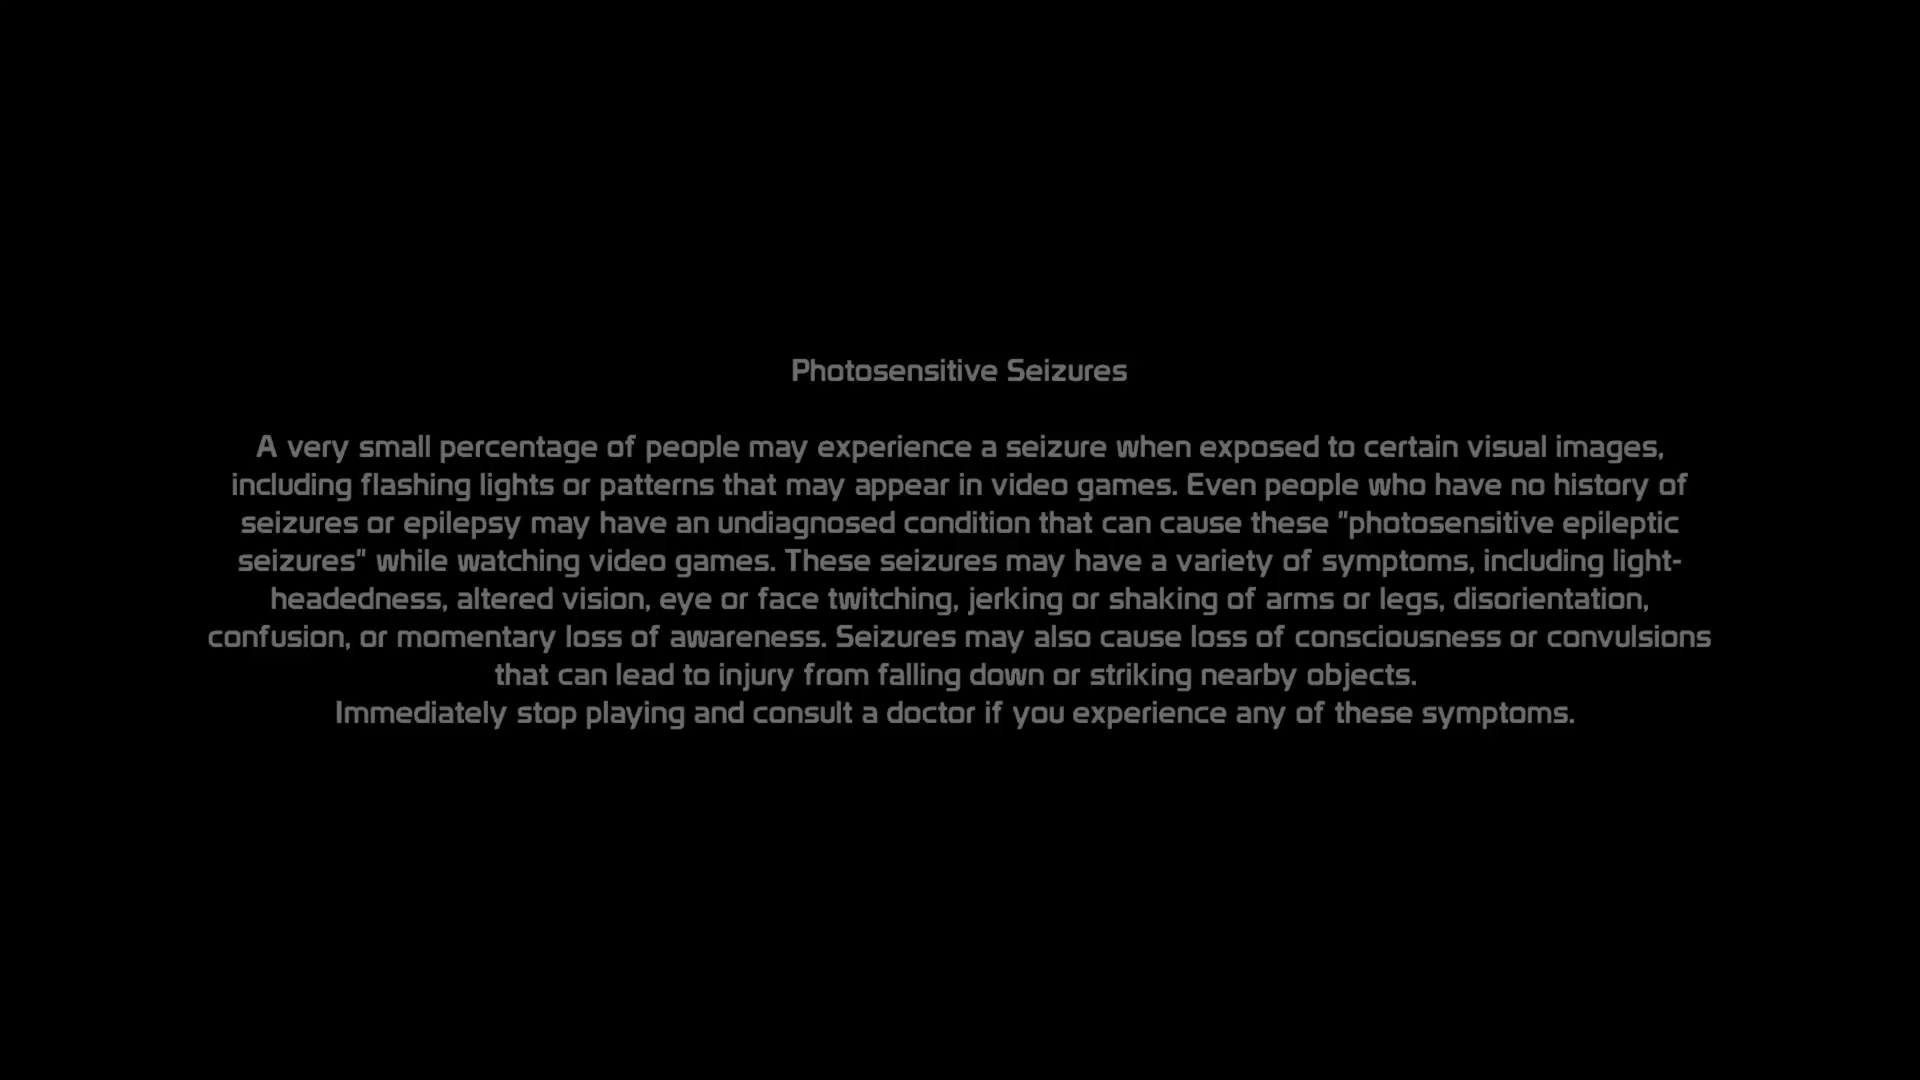 Photosensitive Seizures
A very small percentage of people may experience a seizure when exposed to certain visual images,
including flashing lights or patterns that may appear in video games. Even people who have no history of
seizures or epilepsy may have an undiagnosed condition that can cause these "photosensitive epileptic
seizures" while watching video games. These seizures may have a variety of symptoms, including light-
headedness, altered vision, eye or face twitching, jerking or shaking of arms or legs, disorientation,
confusion, or momentary loss of awareness. Seizures may also cause loss of consciousness or convulsions
that can lead to injury from falling down or striking nearby objects.
Immediately stop playing and consult a doctor if you experience any of these symptoms.